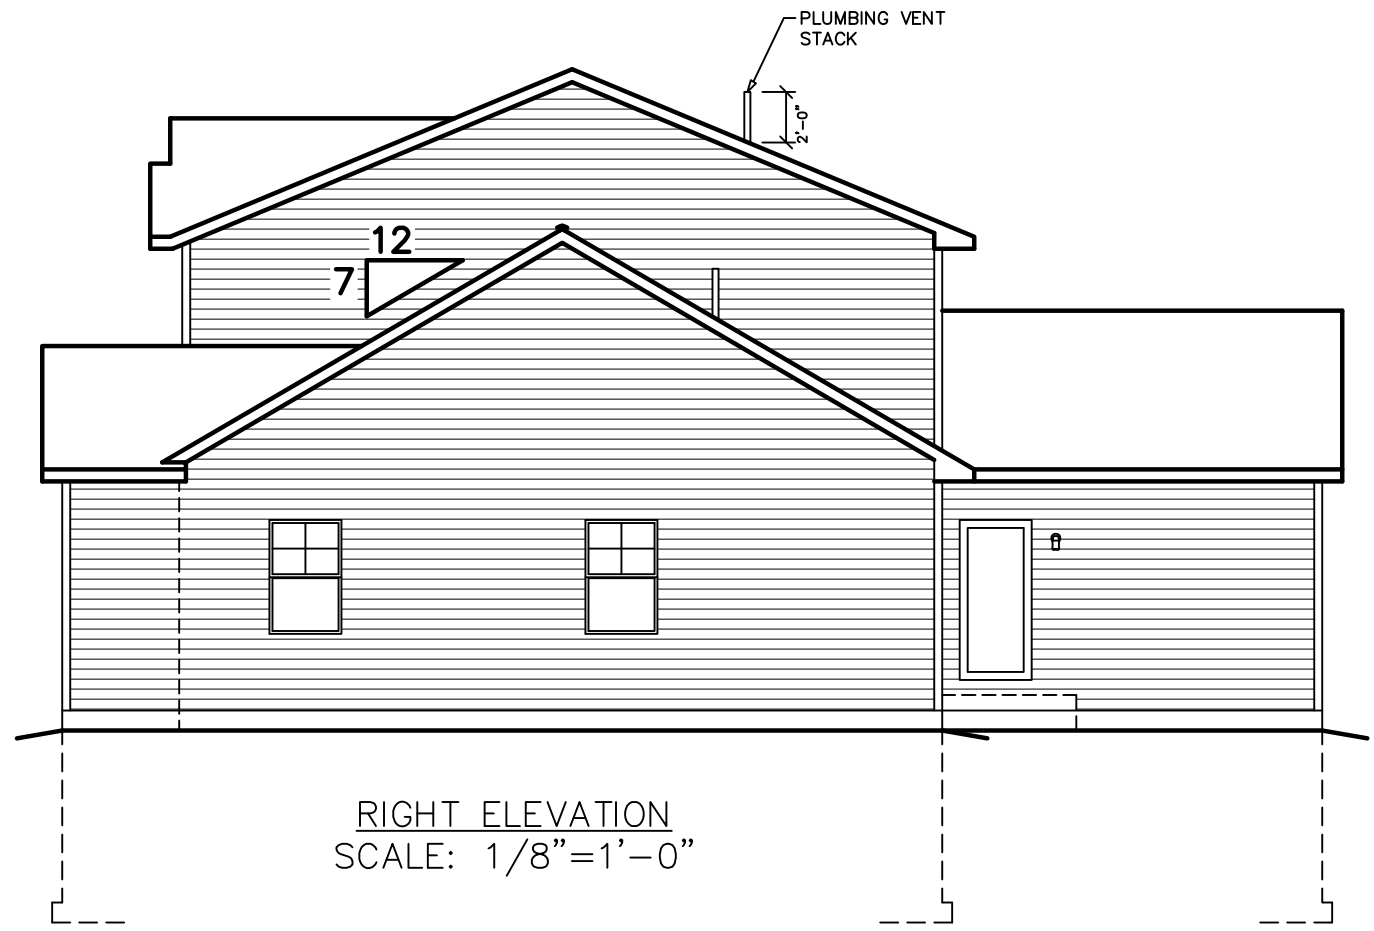 PLUMBING VENT
STACK
2'-0"
12
7
RIGHT ELEVATION
SCALE: 1/8"=1'-0"